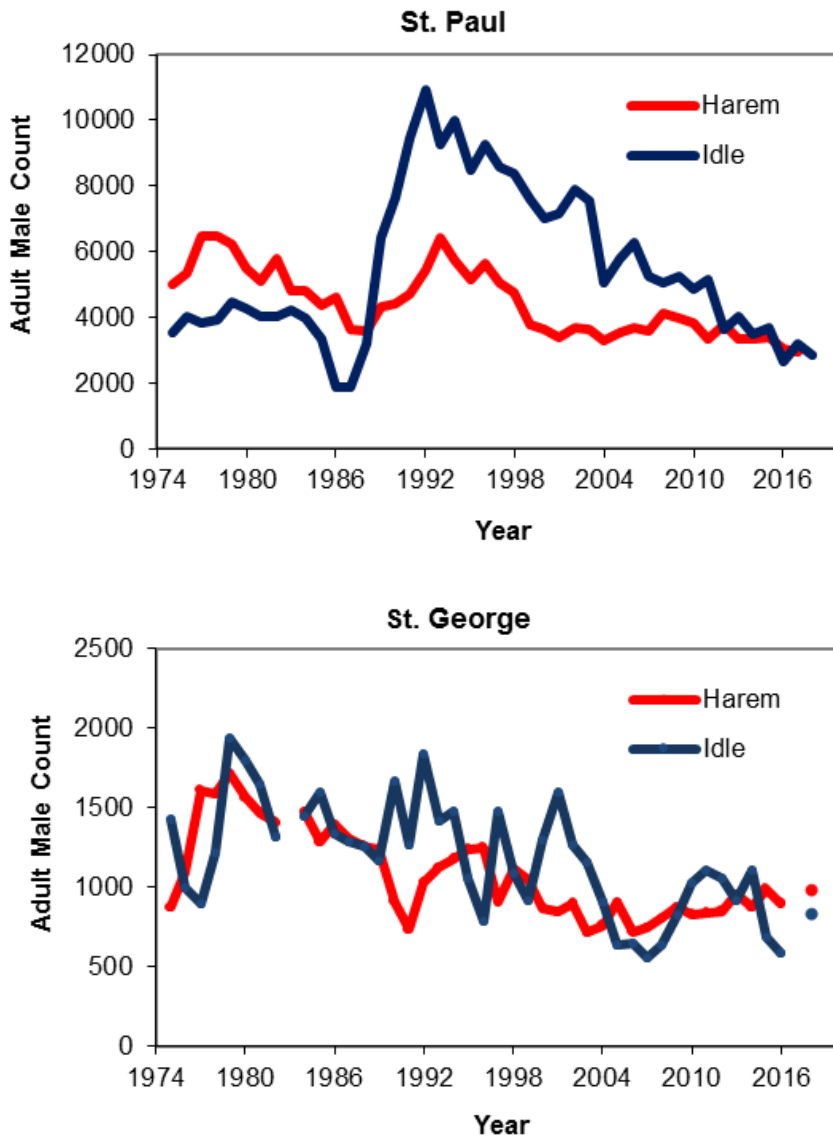 St. Paul
12000
10000
8000
6000
4000
2000
0
Adult Male Count
Harem
Idle
1974 1980 1986 1992 1998 2004 2010 2016
Year
St. George
2500
2000
1500
1000
500
0
Adult Male Count
Harem
Idle
1974 1980 1986 1992 1998 2004 2010 2016
Year